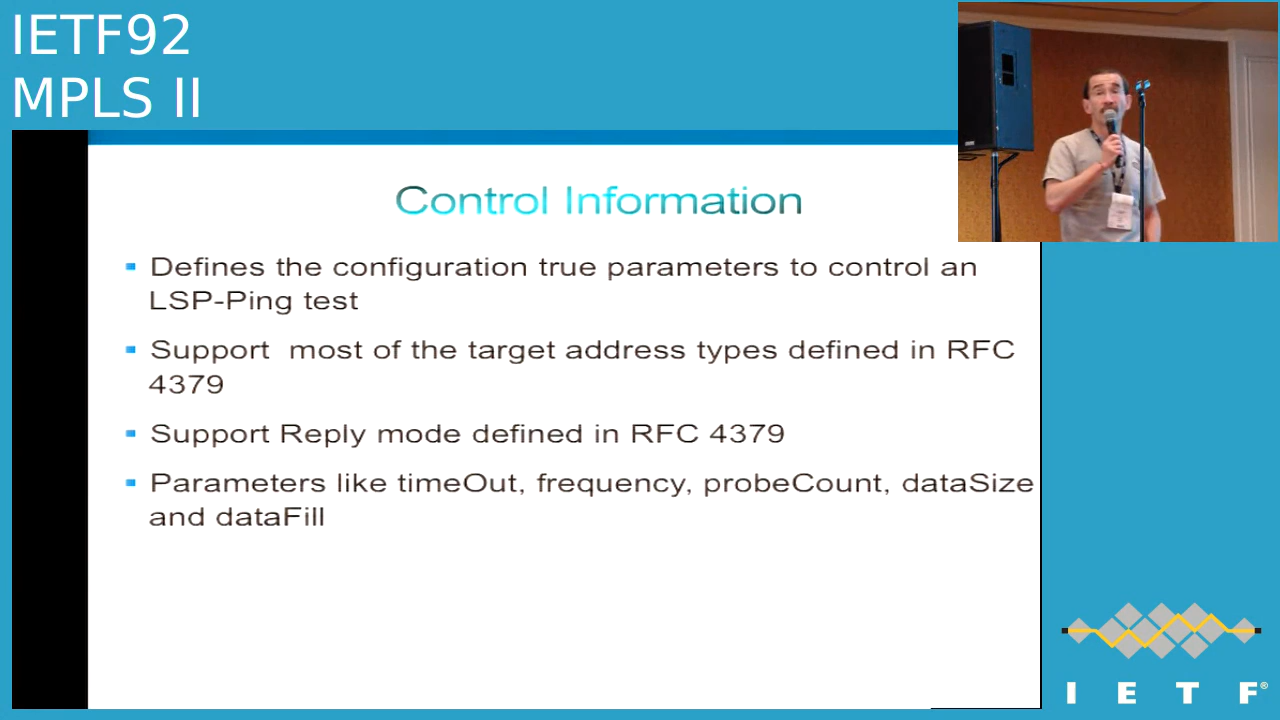 IETF92
MPLS II
Control Information
Defines the configuration true parameters to control an
LSP-Ping test
Support  most of the target address types defined in RFC
4379
Support Reply mode defined in RFC 4379
Parameters like timeOut, frequency, probeCount, dataSize
and dataFill
I E T F®